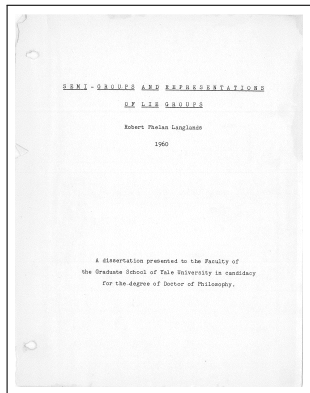 SEMI-GROUPS AND REPRESENTATIONS
OF LIE GROUPS
Robert Phelan Langlands
1960
A dissertation presented to the Faculty of
the Graduate School of Yale University in candidacy
for the degree of Doctor of Philosophy.